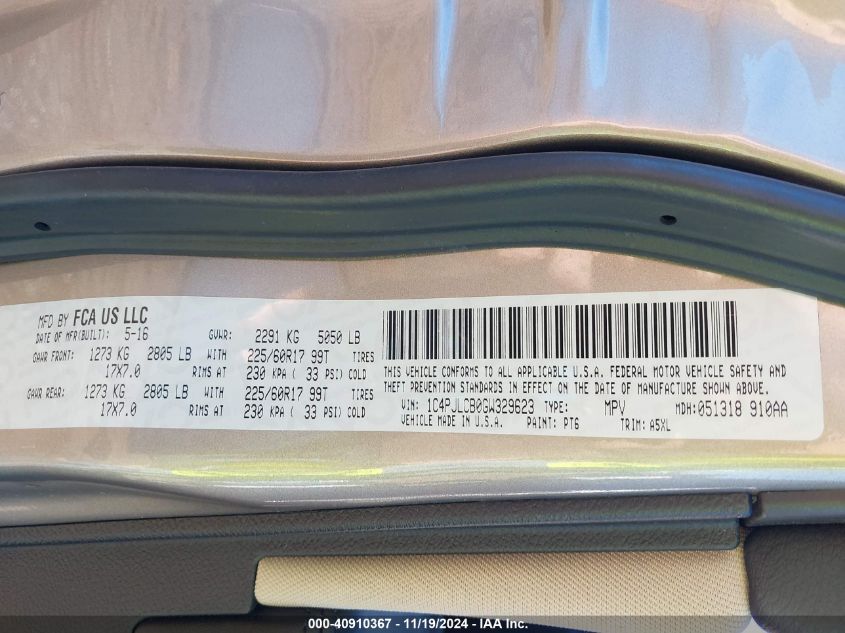 MFD BY FCA US LLC
DATE OF MFR(BUILT): 5-16 GVWR: 2291 KG 5050 LB
GAWR FRONT: 1273 KG 2805 LB WITH 225/60R17 99T TIRES
17X7.0 RIMS AT 230 KPA ( 33 PSI) COLD
GAWR REAR: 1273 KG 2805 LB WITH 225/60R17 99T TIRES
17X7.0 RIMS AT 230 KPA ( 33 PSI) COLD
THIS VEHICLE CONFORMS TO ALL APPLICABLE U.S.A. FEDERAL MOTOR VEHICLE SAFETY AND
THEFT PREVENTION STANDARDS IN EFFECT ON THE DATE OF MANUFACTURE SHOWN ABOVE.
VIN: 1C4PJLCB0GW329623 TYPE: MPV MDH:051318 910AA
VEHICLE MADE IN U.S.A. PAINT: PT6 TRIM: A5XL
000-40910367 - 11/19/2024 - IAA Inc.